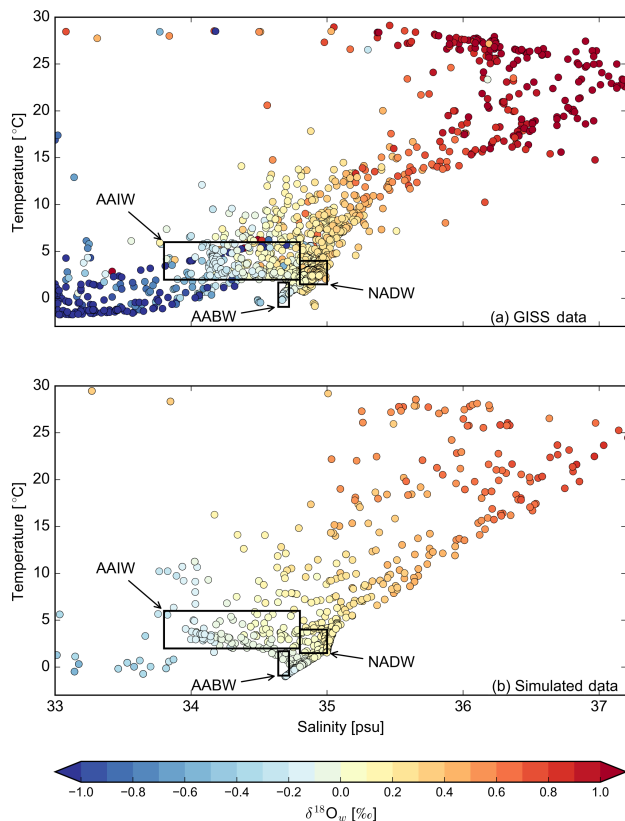 30
25
20
15
10
5
0
Temperature [°C]
AAIW
NADW
AABW
(a) GISS data
30
25
20
15
10
5
0
Temperature [°C]
AAIW
NADW
AABW
(b) Simulated data
33 34 35 36 37
Salinity [psu]
−1.0 −0.8 −0.6 −0.4 −0.2 0.0 0.2 0.4 0.6 0.8 1.0
δ¹⁸O_w [‰]